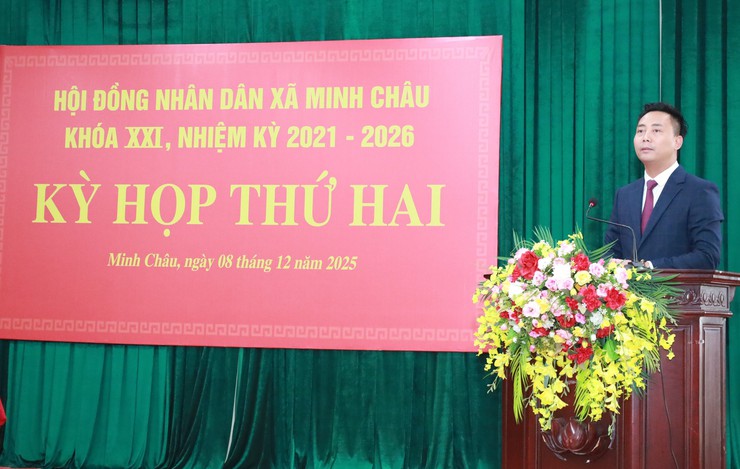 HỘI ĐỒNG NHÂN DÂN XÃ MINH CHÂU
KHÓA XXI, NHIỆM KỲ 2021 - 2026
KỲ HỌP THỨ HAI
Minh Châu, ngày 08 tháng 12 năm 2025